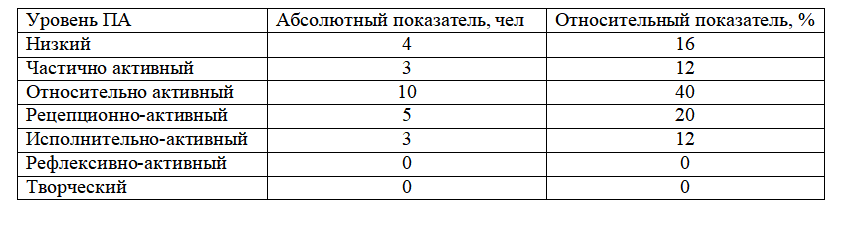 Уровень ПА Абсолютный показатель, чел Относительный показатель, %
Низкий 4 16
Частично активный 3 12
Относительно активный 10 40
Рецепционно-активный 5 20
Исполнительно-активный 3 12
Рефлексивно-активный 0 0
Творческий 0 0